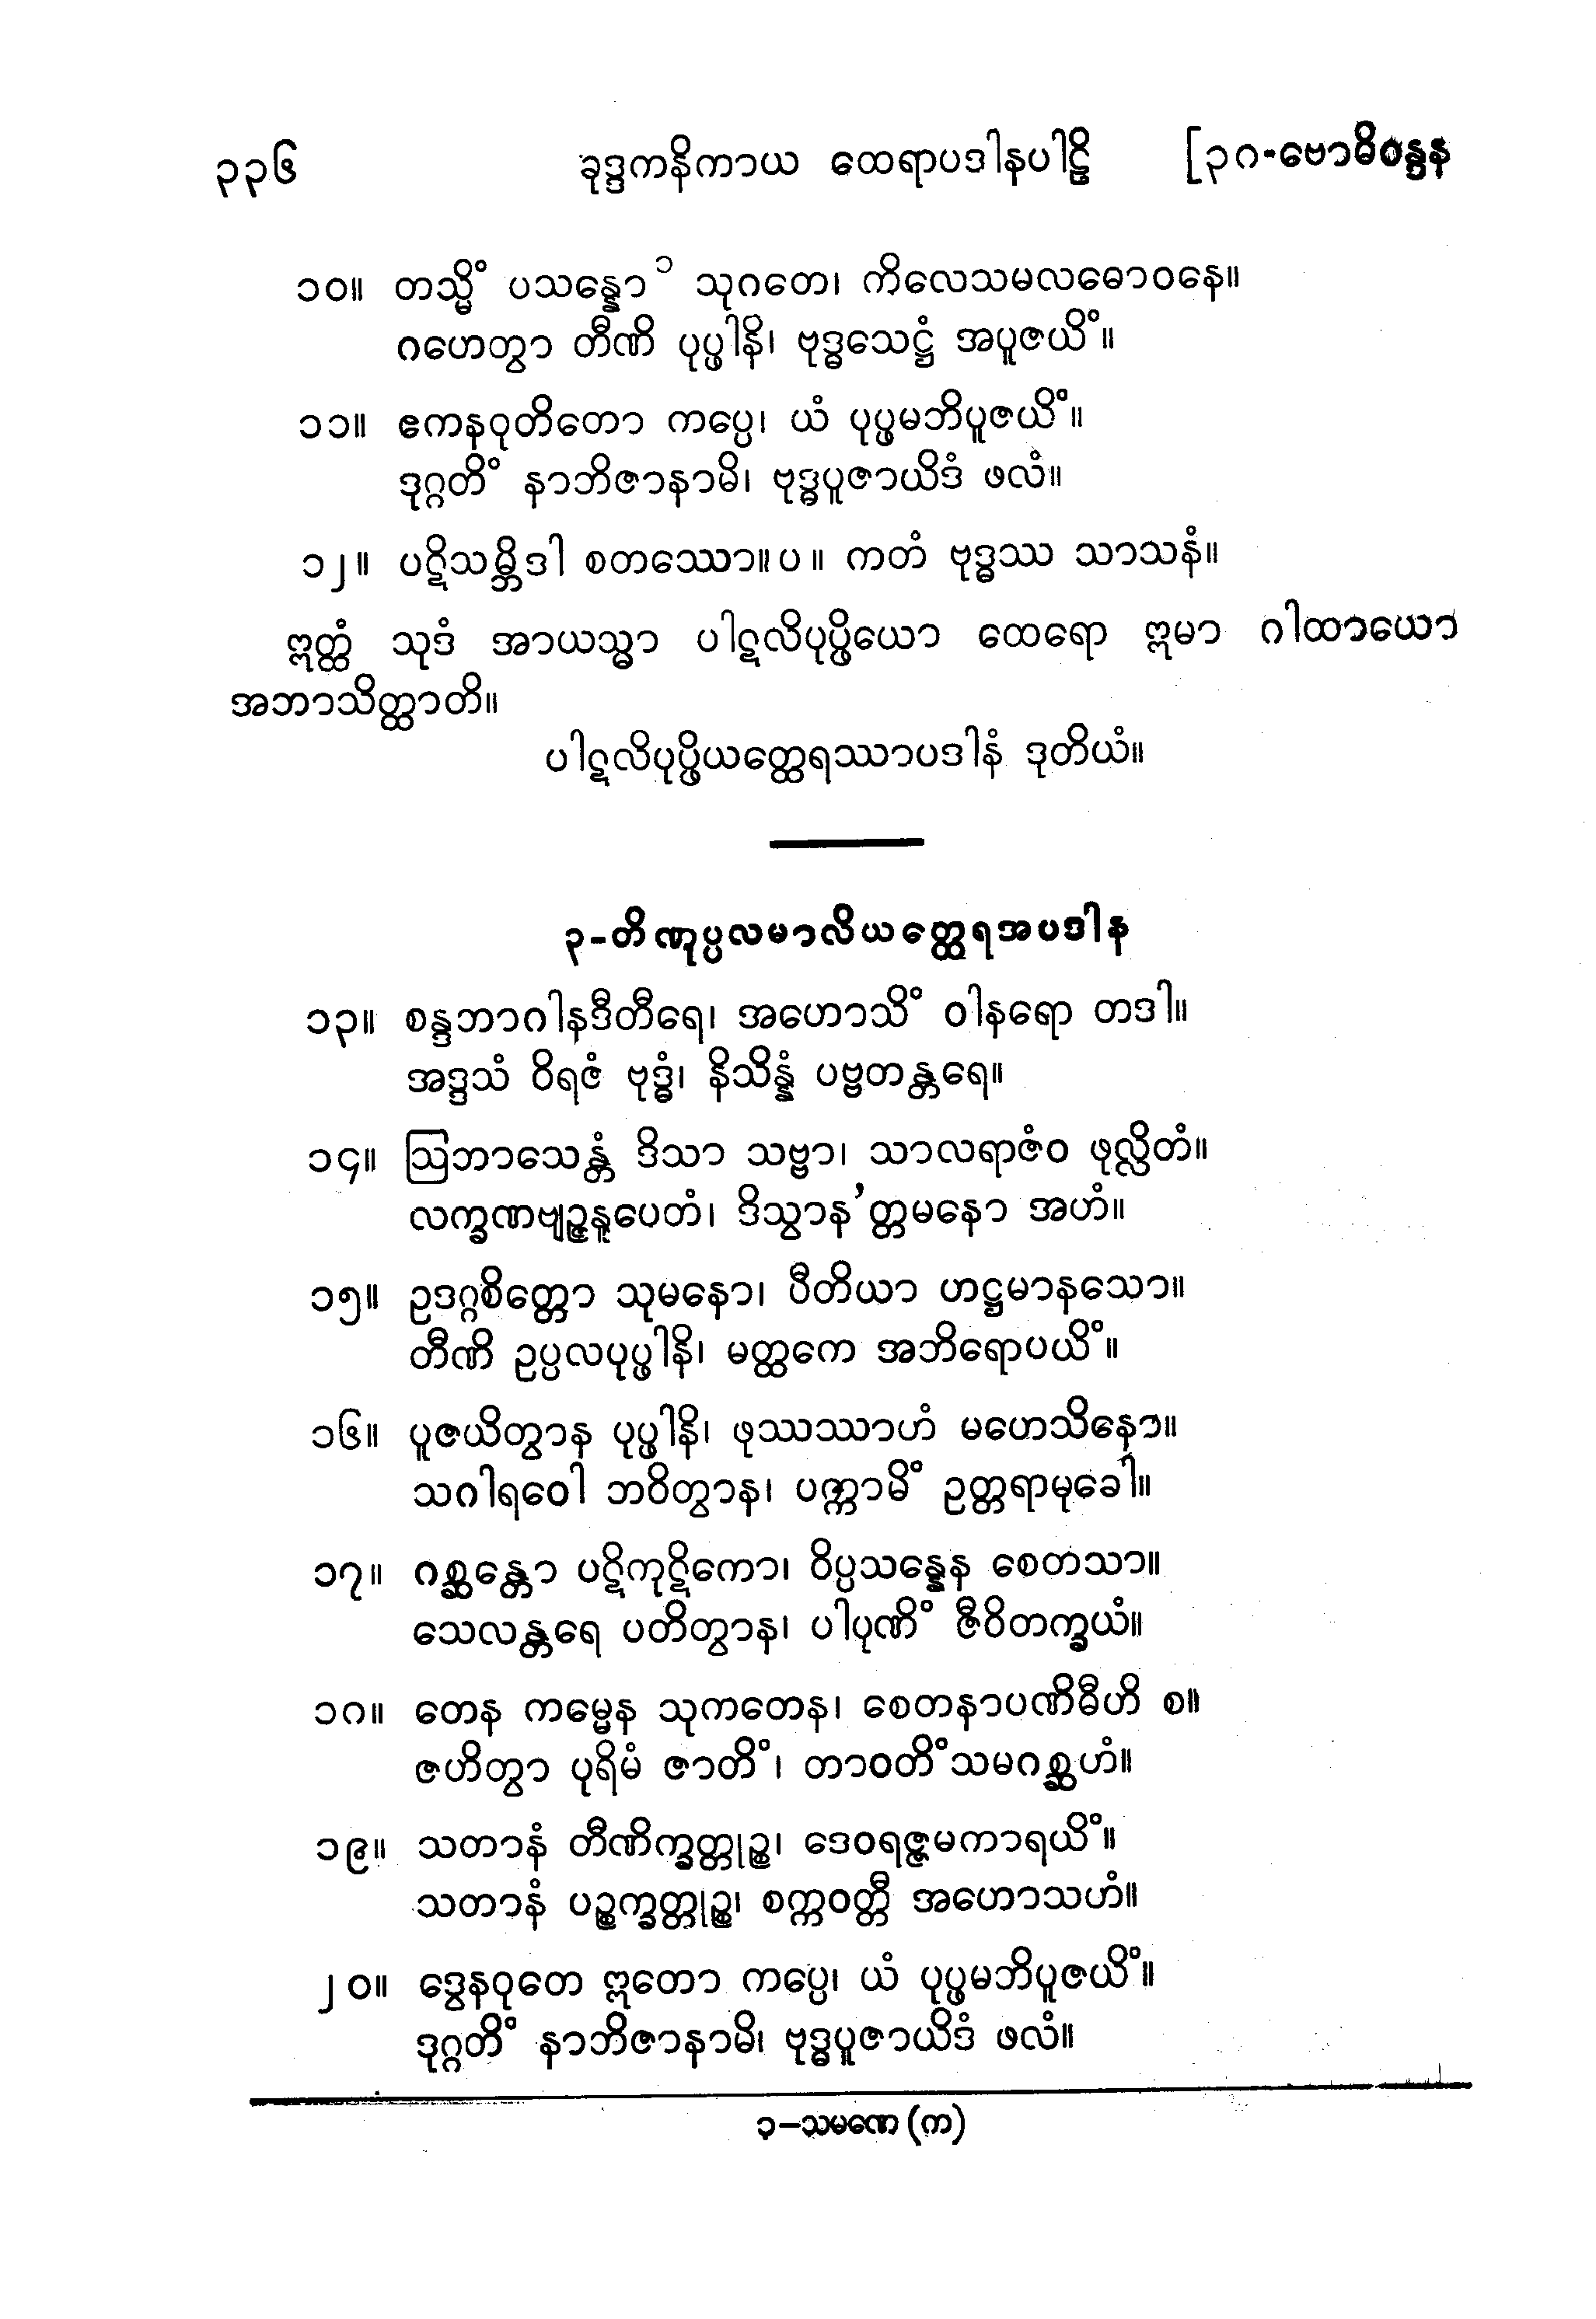 ၃၃၆ ခုဒ္ဒကနိကာယ ထေရာပဒါနပါဠိ [၃ဂ-ဗောဓိဝန္ဒန
၁၀။ တသ္မိံ ပသန္နော ၁ သုဂတေ၊ ကိလေသမလဓောဝနေ။
ဂဟေတွာ တီဏိ ပုပ္ဖါနိ၊ ဗုဒ္ဓသေဋ္ဌံ အပူဇယိံ။
၁၁။ ဧကနဝုတိတော ကပ္ပေ၊ ယံ ပုပ္ဖမဘိပူဇယိံ။
ဒုဂ္ဂတိံ နာဘိဇာနာမိ၊ ဗုဒ္ဓပူဇာယိဒံ ဖလံ။
၁၂။ ပဋိသမ္ဘိဒါ စတဿော။ပ။ ကတံ ဗုဒ္ဓဿ သာသနံ။
ဣတ္ထံ သုဒံ အာယသ္မာ ပါဋလိပုပ္ဖိယော ထေရော ဣမာ ဂါထာယော
အဘာသိတ္ထာတိ။
ပါဋလိပုပ္ဖိယတ္ထေရဿာပဒါနံ ဒုတိယံ။
၃-တိဏုပ္ပလမာလိယတ္ထေရအပဒါန
၁၃။ စန္ဒဘာဂါနဒီတီရေ၊ အဟောသိံ ဝါနရော တဒါ။
အဒ္ဒသံ ဝိရဇံ ဗုဒ္ဓံ၊ နိသိန္နံ ပဗ္ဗတန္တရေ။
၁၄။ ဩဘာသေန္တံ ဒိသာ သဗ္ဗာ၊ သာလရာဇံဝ ဖုလ္လိတံ။
လက္ခဏဗျဉ္ဇနူပေတံ၊ ဒိသွာန’တ္တမနော အဟံ။
၁၅။ ဥဒဂ္ဂစိတ္တော သုမနော၊ ပီတိယာ ဟဋ္ဌမာနသော။
တီဏိ ဥပ္ပလပုပ္ဖါနိ၊ မတ္ထကေ အဘိရောပယိံ။
၁၆။ ပူဇယိတွာန ပုပ္ဖါနိ၊ ဖုဿဿာဟံ မဟေသိနော။
သဂါရဝေါ ဘဝိတွာန၊ ပက္ကာမိံ ဥတ္တရာမုခေါ။
၁၇။ ဂစ္ဆန္တော ပဋိကုဋိကော၊ ဝိပ္ပသန္နေန စေတသာ။
သေလန္တရေ ပတိတွာန၊ ပါပုဏိံ ဇီဝိတက္ခယံ။
၁ဂ။ တေန ကမ္မေန သုကတေန၊ စေတနာပဏိဓီဟိ စ။
ဇဟိတွာ ပုရိမံ ဇာတိံ၊ တာဝတိံသမဂစ္ဆဟံ။
၁၉။ သတာနံ တီဏိက္ခတ္တုဉ္စ၊ ဒေဝရဇ္ဇမကာရယိံ။
သတာနံ ပဉ္စက္ခတ္တုဉ္စ၊ စက္ကဝတ္တီ အဟောသဟံ။
၂၀။ ဒွေနဝုတေ ဣတော ကပ္ပေ၊ ယံ ပုပ္ဖမဘိပူဇယိံ။
ဒုဂ္ဂတိံ နာဘိဇာနာမိ၊ ဗုဒ္ဓပူဇာယိဒံ ဖလံ။
၁–သမဏေ (က)